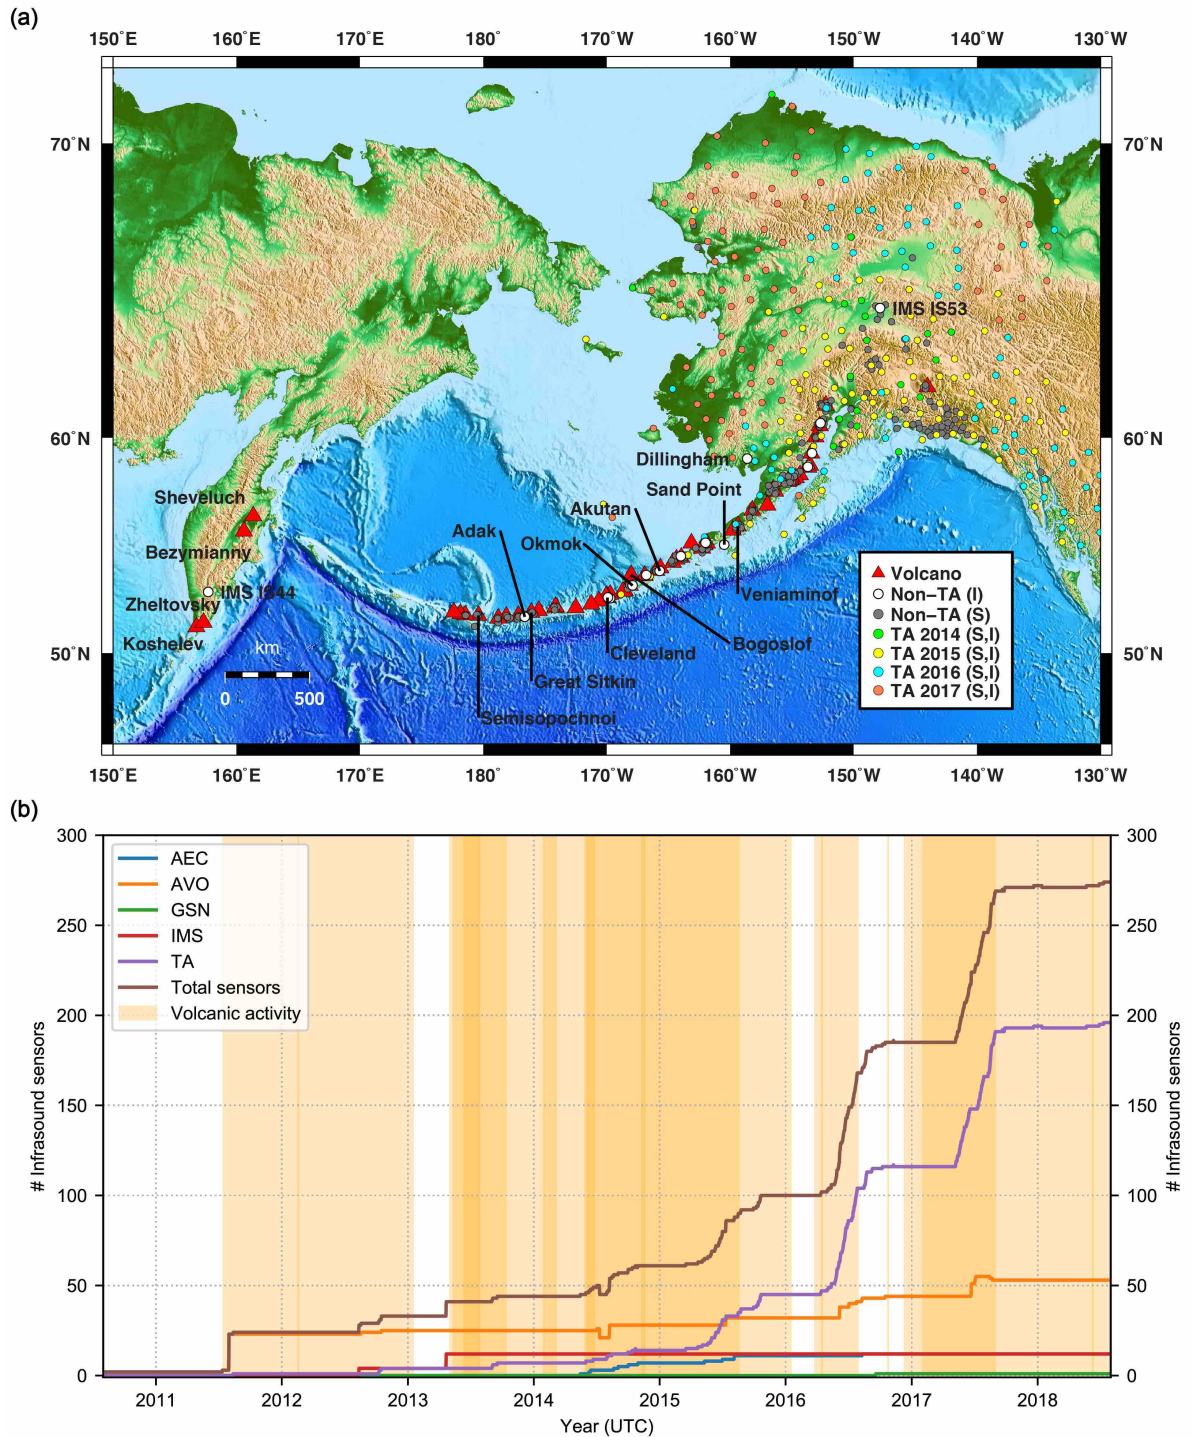 (a)
150°E 160°E 170°E 180° 170°W 160°W 150°W 140°W 130°W
70°N 70°N
IMS IS53
60°N 60°N
Dillingham
Sand Point
Sheveluch
Akutan
Adak
Okmok
Bezymianny
Volcano
Non−TA (I)
Non−TA (S)
TA 2014 (S,I)
TA 2015 (S,I)
TA 2016 (S,I)
TA 2017 (S,I)
IMS IS44
Veniaminof
Zheltovsky
Koshelev
Bogoslof
km
Cleveland
50°N 50°N
Great Sitkin
0 500
Semisopochnoi
150°E 160°E 170°E 180° 170°W 160°W 150°W 140°W 130°W
(b)
300 300
AEC
AVO
GSN
IMS
TA
Total sensors
Volcanic activity
250 250
200 200
150 150
100 100
50 50
0 0
# Infrasound sensors
# Infrasound sensors
2011 2012 2013 2014 2015 2016 2017 2018
Year (UTC)